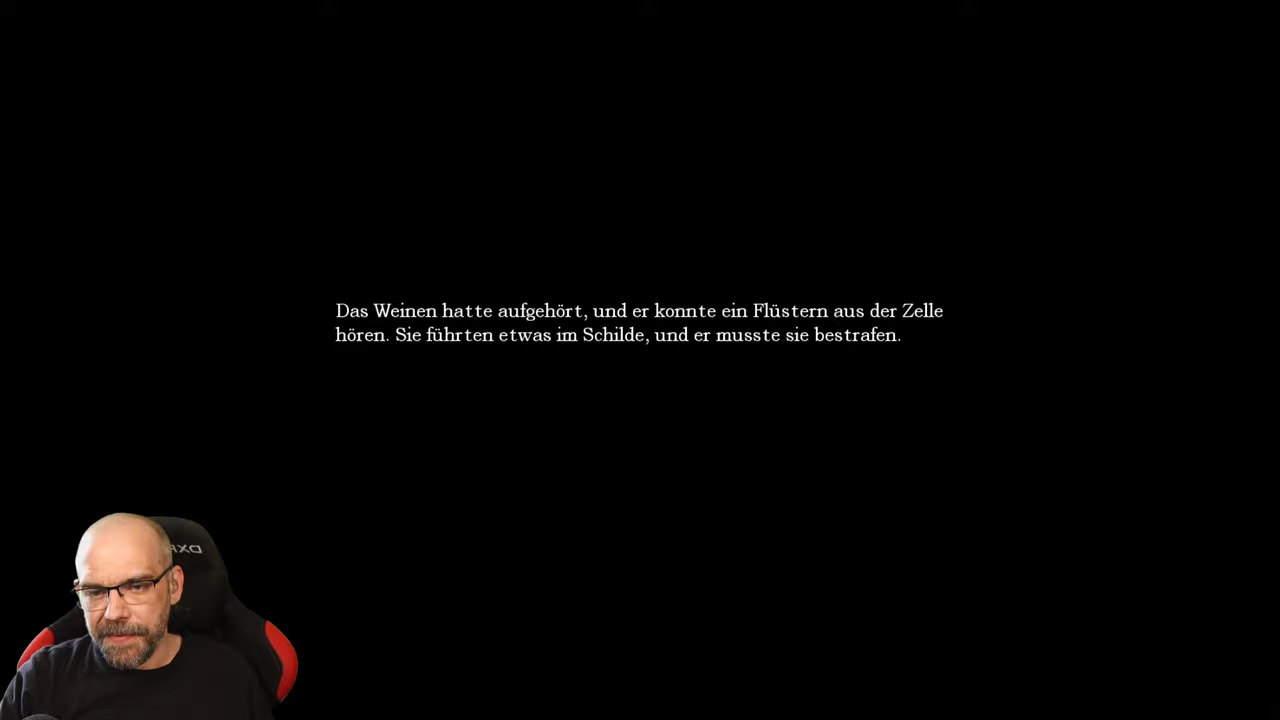 Das Weinen hatte aufgehört, und er konnte ein Flüstern aus der Zelle
hören. Sie führten etwas im Schilde, und er musste sie bestrafen.